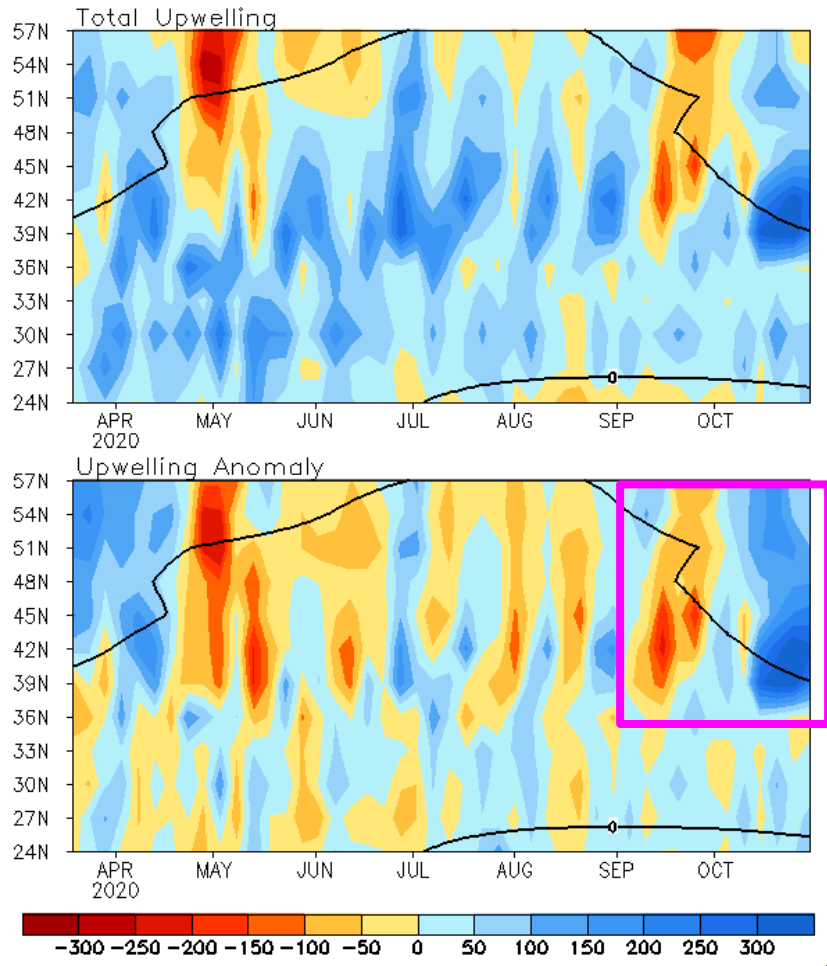 Total Upwelling
57N
54N
51N
48N
45N
42N
39N
36N
33N
30N
27N
24N
0
APR MAY JUN JUL AUG SEP OCT
2020
Upwelling Anomaly
57N
54N
51N
48N
45N
42N
39N
36N
33N
30N
27N
24N
0
APR MAY JUN JUL AUG SEP OCT
2020
-300 -250 -200 -150 -100 -50 0 50 100 150 200 250 300